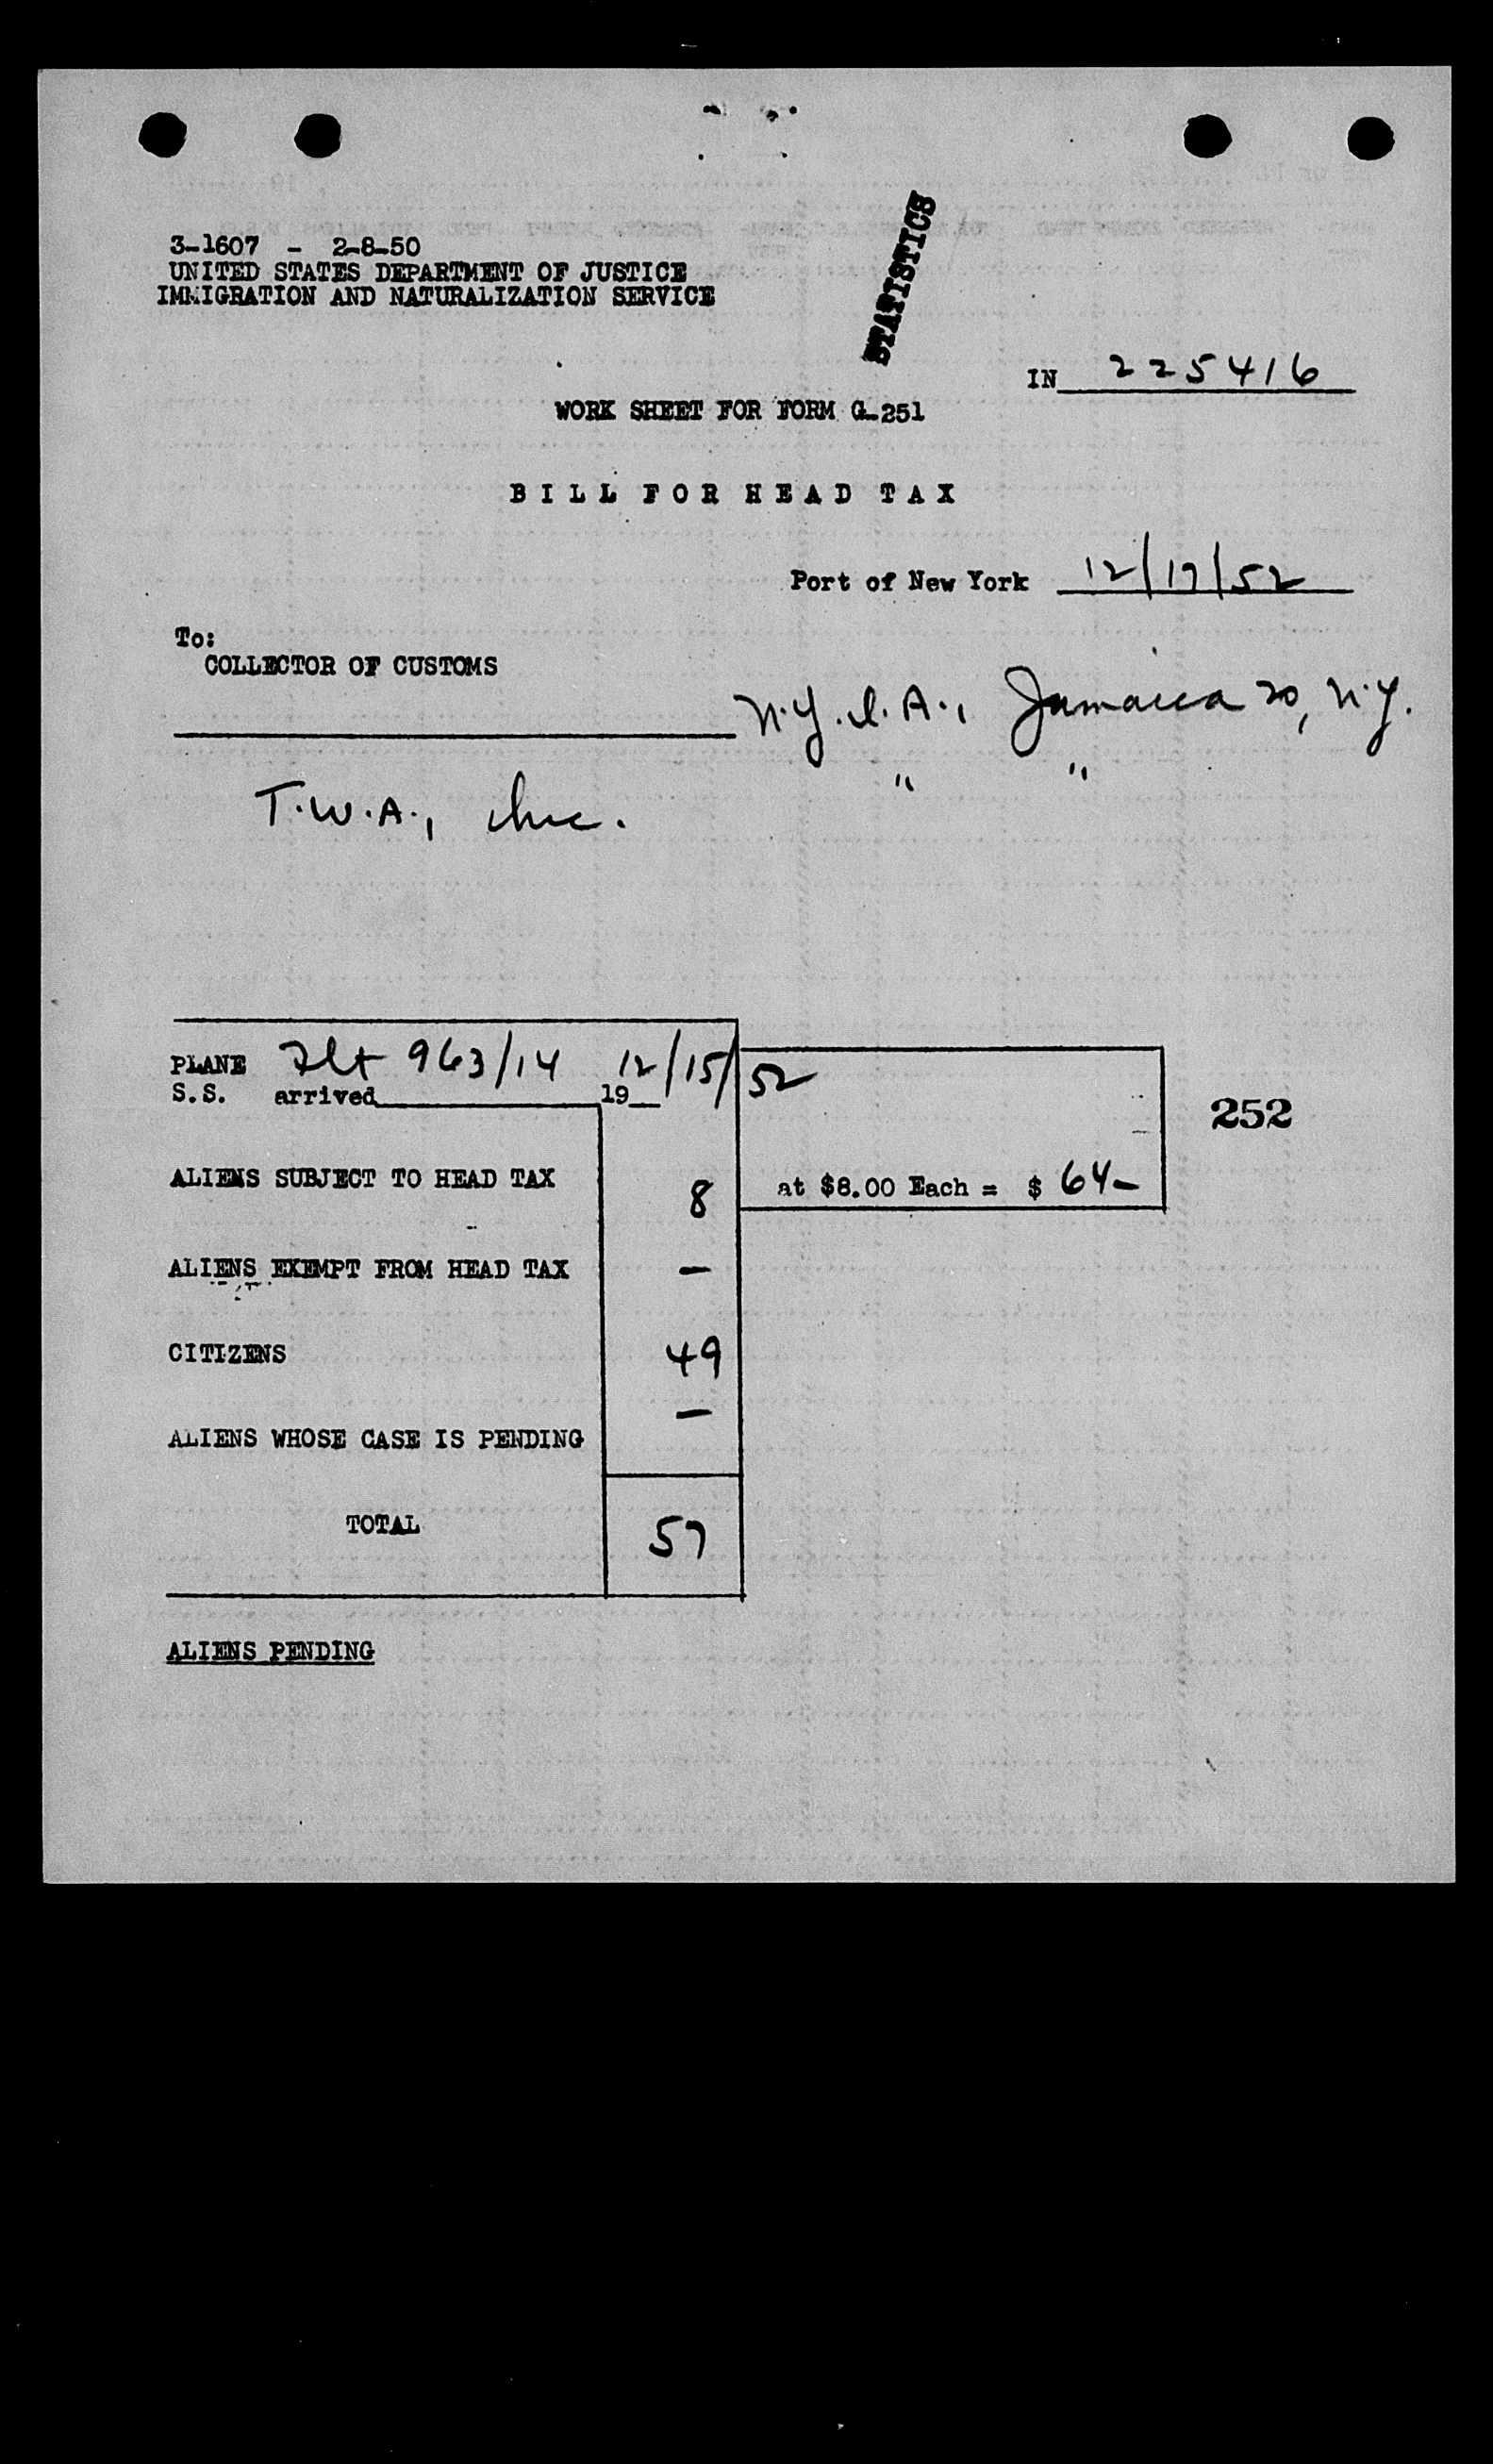 3-1607 - 2-8-50
UNITED STATES DEPARTMENT OF JUSTICE
IMMIGRATION AND NATURALIZATION SERVICE
STATISTICS
IN 225416
WORK SHEET FOR FORM G-251
BILL FOR HEAD TAX
Port of New York 12/17/52
To:
COLLECTOR OF CUSTOMS
N.Y.I.A., Jamaica 20, N.Y.
" "
T.W.A., Inc.
PLANE Flt 963/14 12/15/52
S.S. arrived 19
252
ALIENS SUBJECT TO HEAD TAX 8 at $8.00 Each = $ 64-
ALIENS EXEMPT FROM HEAD TAX -
CITIZENS 49
ALIENS WHOSE CASE IS PENDING -
TOTAL 57
ALIENS PENDING